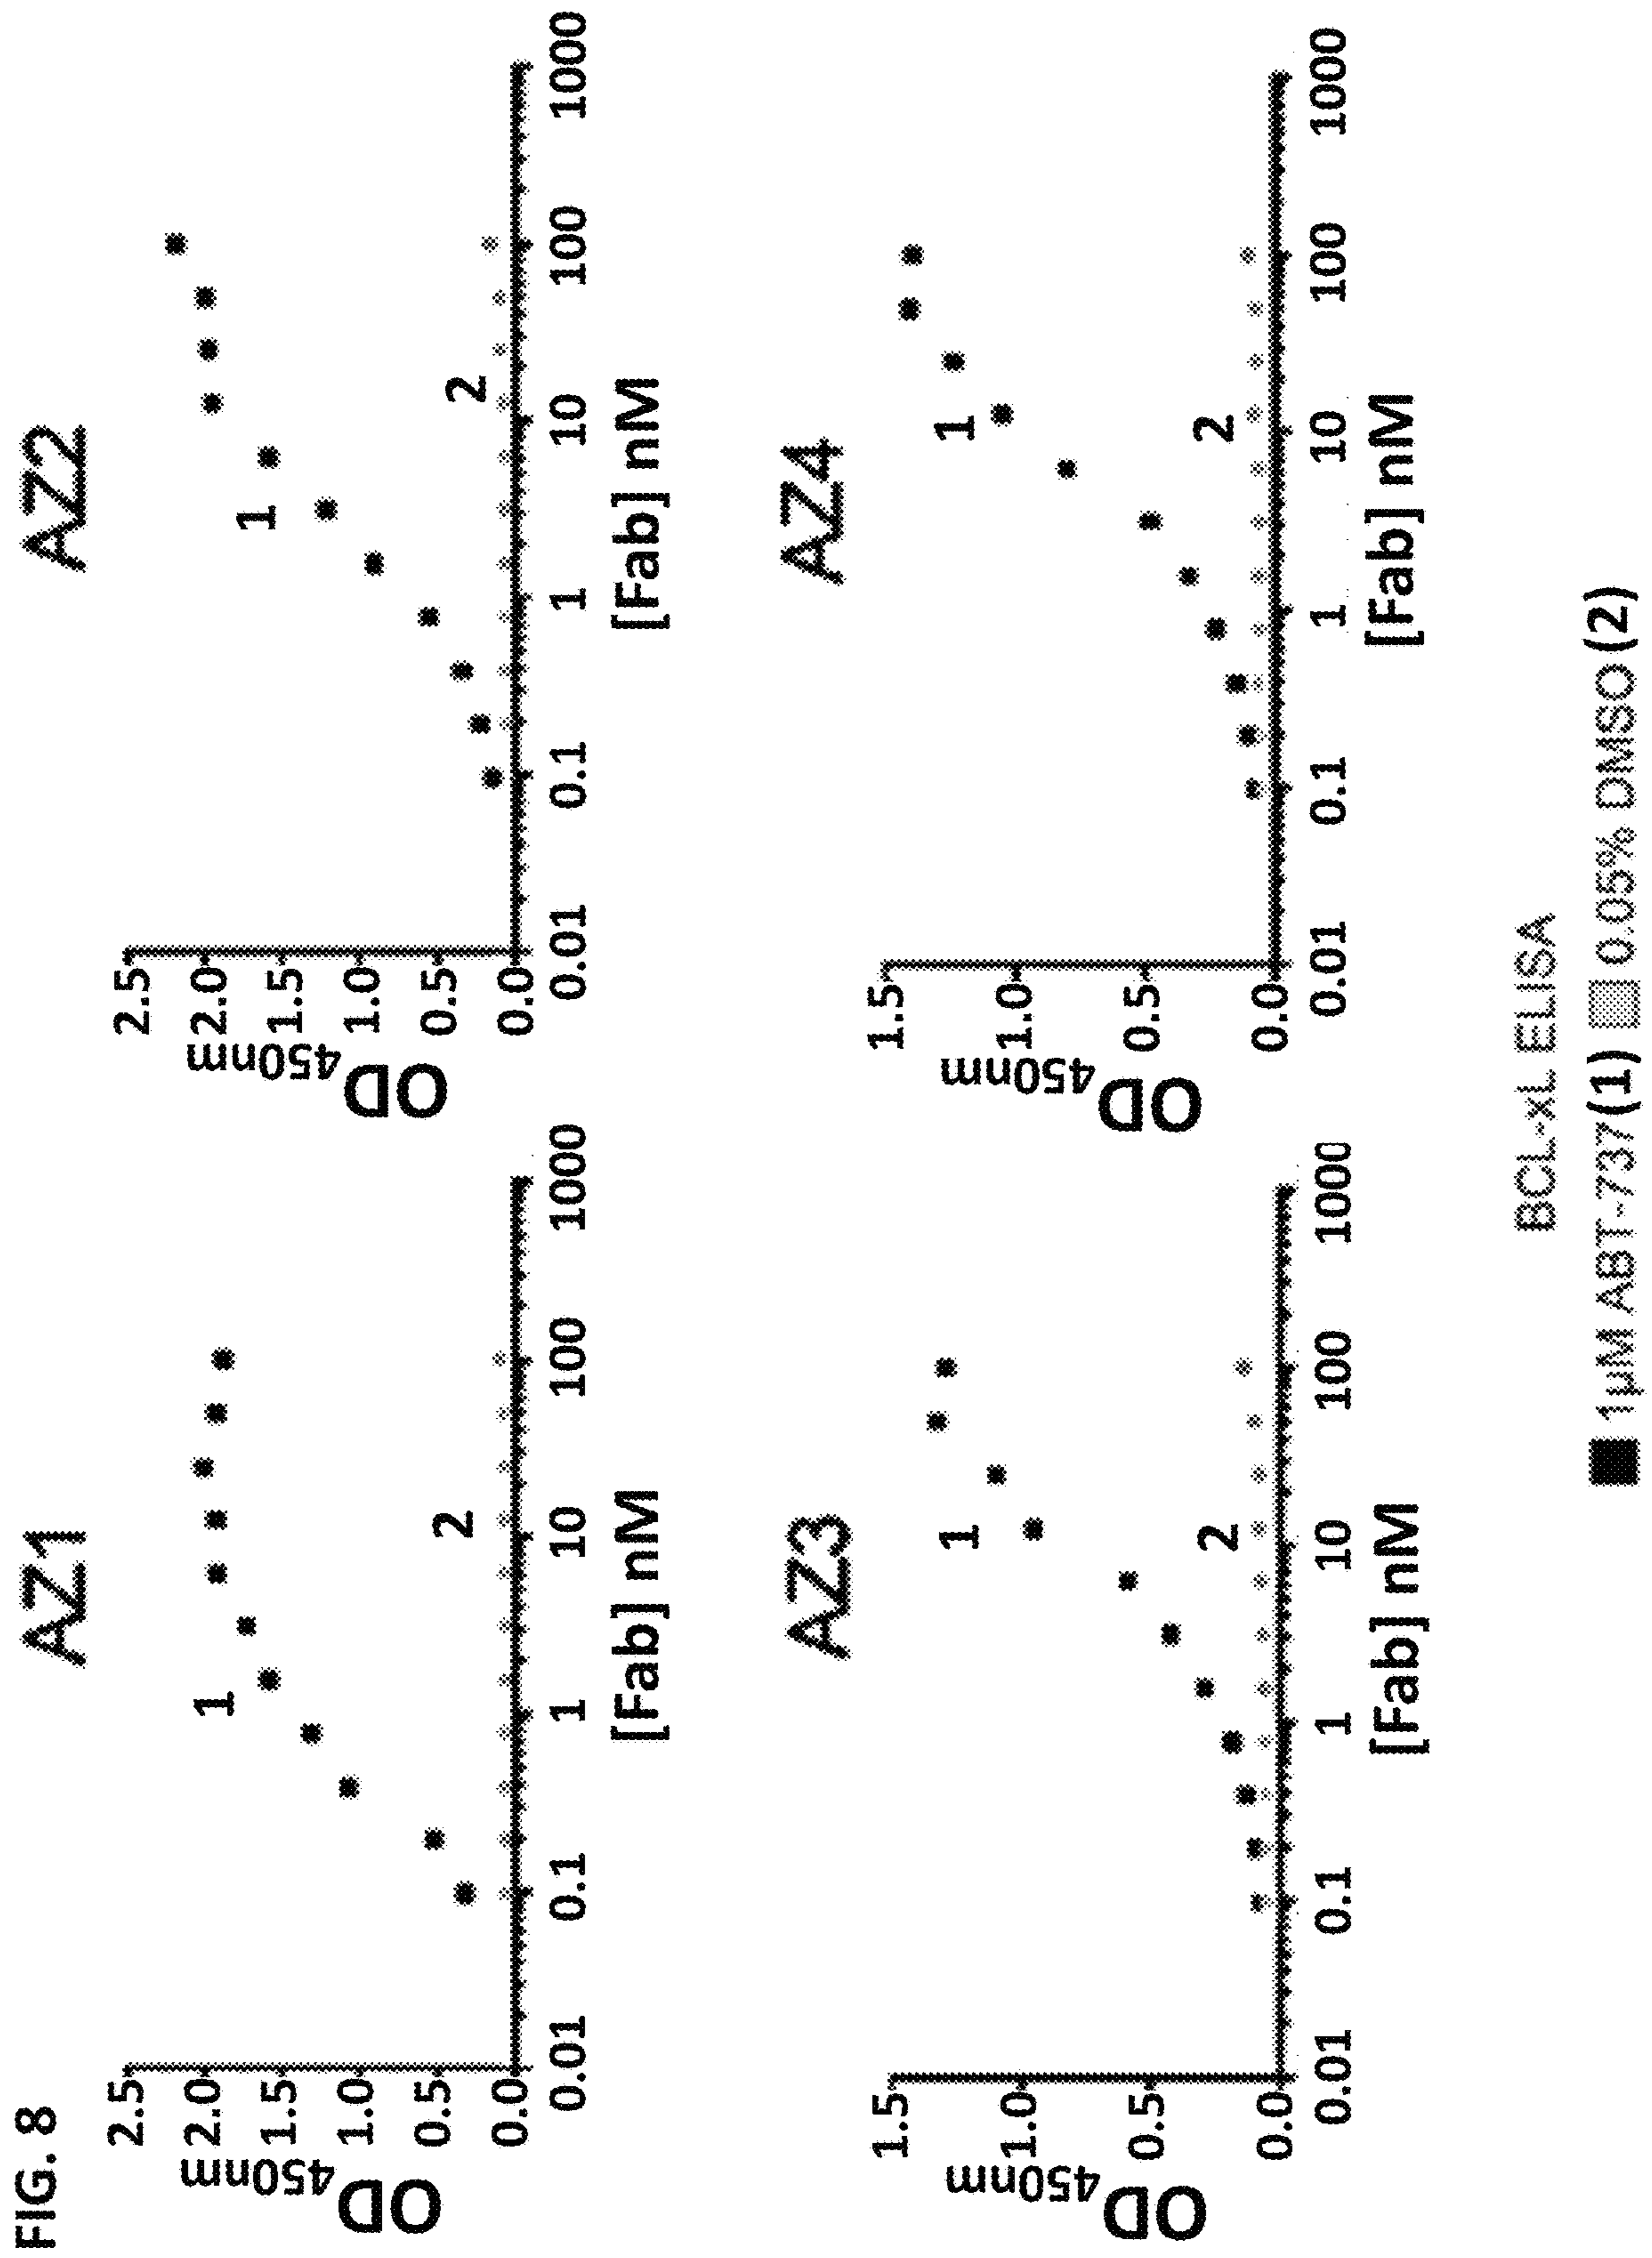 FIG. 8
AZ1
2.5
2.0
1.5
1.0
0.5
0.0
OD450nm
1
2
0.01 0.1 1 10 100 1000
[Fab] nM
AZ2
2.5
2.0
1.5
1.0
0.5
0.0
OD450nm
1
2
0.01 0.1 1 10 100 1000
[Fab] nM
AZ3
1.5
1.0
0.5
0.0
OD450nm
1
2
0.01 0.1 1 10 100 1000
[Fab] nM
AZ4
1.5
1.0
0.5
0.0
OD450nm
1
2
0.01 0.1 1 10 100 1000
[Fab] nM
BCL-xL ELISA
1µM ABT-737 (1) 0.05% DMSO (2)